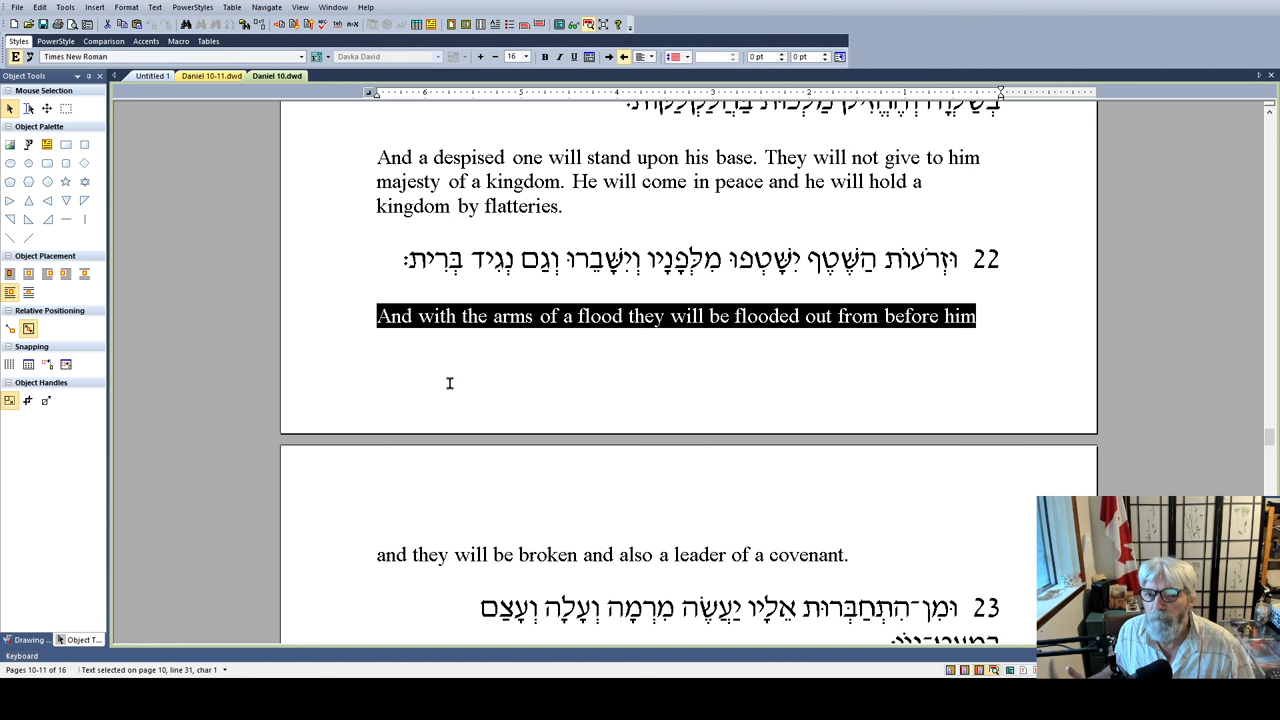 File Edit Tools Insert Format Text PowerStyles Table Navigate View Window Help
Styles PowerStyle Comparison Accents Macro Tables
Times New Roman Davka David 16 B I U 0 pt 0 pt
Object Tools Untitled 1 Daniel 10-11.dwd Daniel 10.dwd
Mouse Selection
Object Palette
Object Placement
Relative Positioning
Snapping
Object Handles
6 5 4 3 2 1
And a despised one will stand upon his base. They will not give to him
majesty of a kingdom. He will come in peace and he will hold a
kingdom by flatteries.
22 וּזְרֹעוֹת הַשֶּׁטֶף יִשָּׁטְפוּ מִלְּפָנָיו וְיִשָּׁבֵרוּ וְגַם נְגִיד בְּרִית׃
And with the arms of a flood they will be flooded out from before him
and they will be broken and also a leader of a covenant.
23 וּמִן־הִתְחַבְּרוּת אֵלָיו יַעֲשֶׂה מִרְמָה וְעָלָה וְעָצַם
Drawing ... Object T...
Keyboard
Pages 10-11 of 16 Text selected on page 10, line 31, char 1